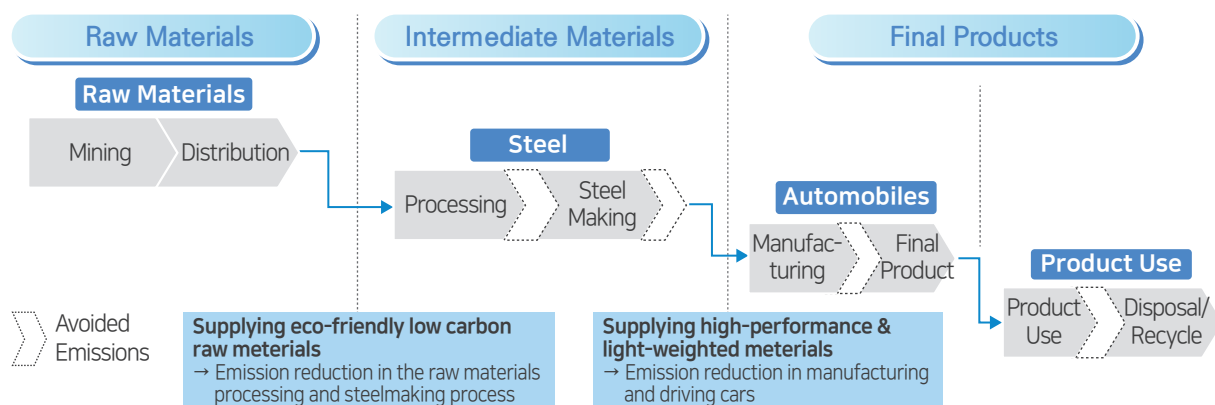 Raw Materials
Intermediate Materials
Final Products
Raw Materials
Mining
Distribution
Steel
Processing
Steel
Making
Automobiles
Manufac-
turing
Final
Product
Product Use
Product
Use
Disposal/
Recycle
Avoided
Emissions
Supplying eco-friendly low carbon
raw meterials
→ Emission reduction in the raw materials
processing and steelmaking process
Supplying high-performance &
light-weighted meterials
→ Emission reduction in manufacturing
and driving cars